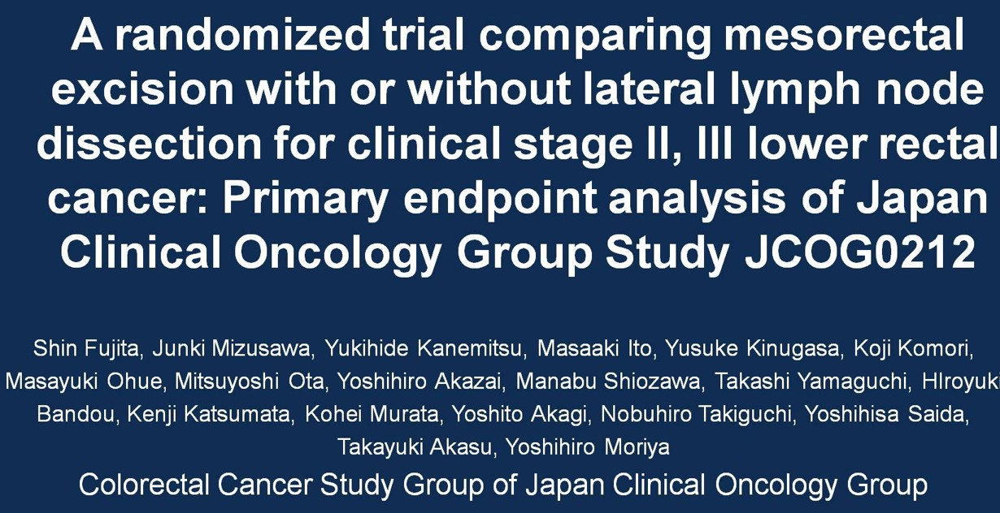 A randomized trial comparing mesorectal
excision with or without lateral lymph node
dissection for clinical stage II, III lower rectal
cancer: Primary endpoint analysis of Japan
Clinical Oncology Group Study JCOG0212
Shin Fujita, Junki Mizusawa, Yukihide Kanemitsu, Masaaki Ito, Yusuke Kinugasa, Koji Komori,
Masayuki Ohue, Mitsuyoshi Ota, Yoshihiro Akazai, Manabu Shiozawa, Takashi Yamaguchi, HIroyuki
Bandou, Kenji Katsumata, Kohei Murata, Yoshito Akagi, Nobuhiro Takiguchi, Yoshihisa Saida,
Takayuki Akasu, Yoshihiro Moriya
Colorectal Cancer Study Group of Japan Clinical Oncology Group